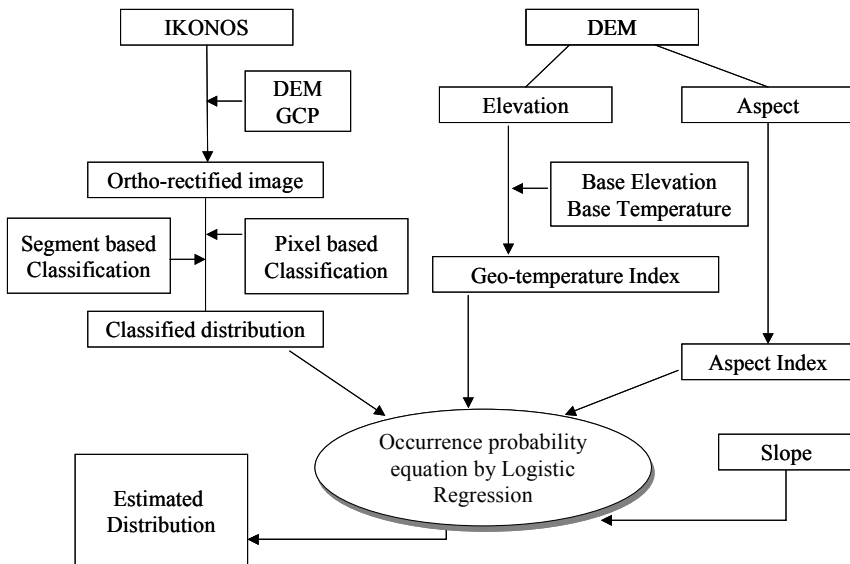 IKONOS
DEM
DEM
GCP
Elevation
Aspect
Ortho-rectified image
Base Elevation
Base Temperature
Segment based
Classification
Pixel based
Classification
Geo-temperature Index
Classified distribution
Aspect Index
Occurrence probability
equation by Logistic
Regression
Slope
Estimated
Distribution